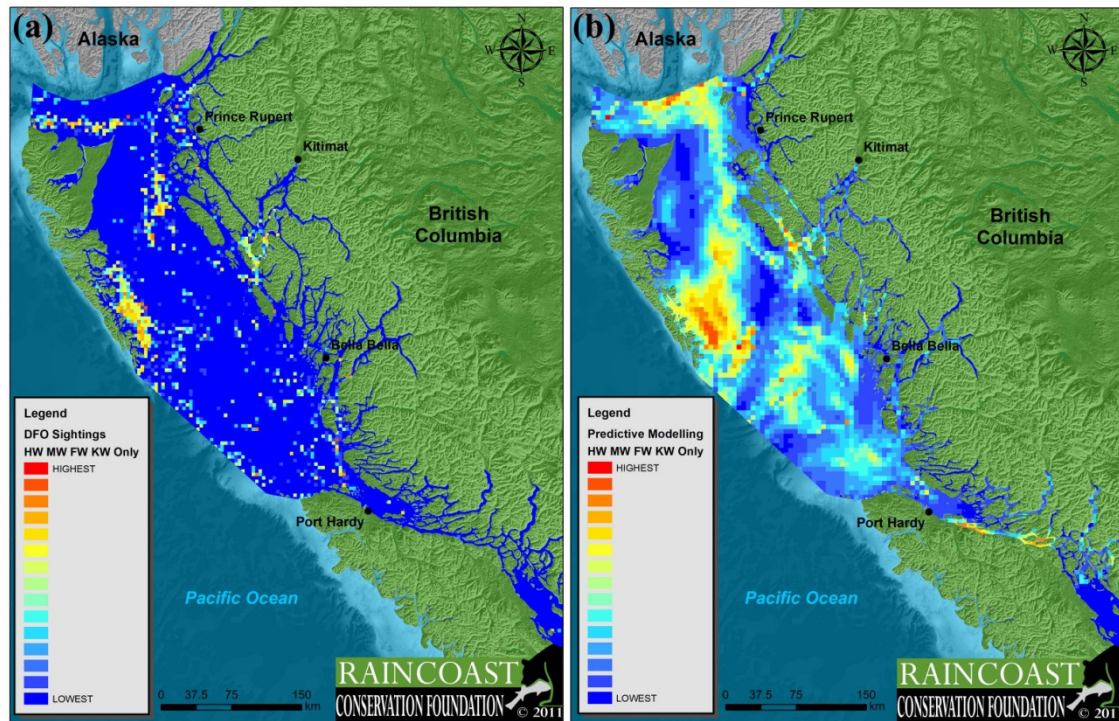 (a)
Alaska
N
W E
S
Prince Rupert
Kitimat
British
Columbia
Bella Bella
Legend
DFO Sightings
HW MW FW KW Only
HIGHEST
LOWEST
Port Hardy
Pacific Ocean
0 37.5 75 150
km
RAINCOAST
CONSERVATION FOUNDATION
© 2011
(b)
Alaska
N
W E
S
Prince Rupert
Kitimat
British
Columbia
Bella Bella
Legend
Predictive Modelling
HW MW FW KW Only
HIGHEST
LOWEST
Port Hardy
Pacific Ocean
0 37.5 75 150
km
RAINCOAST
CONSERVATION FOUNDATION
© 201